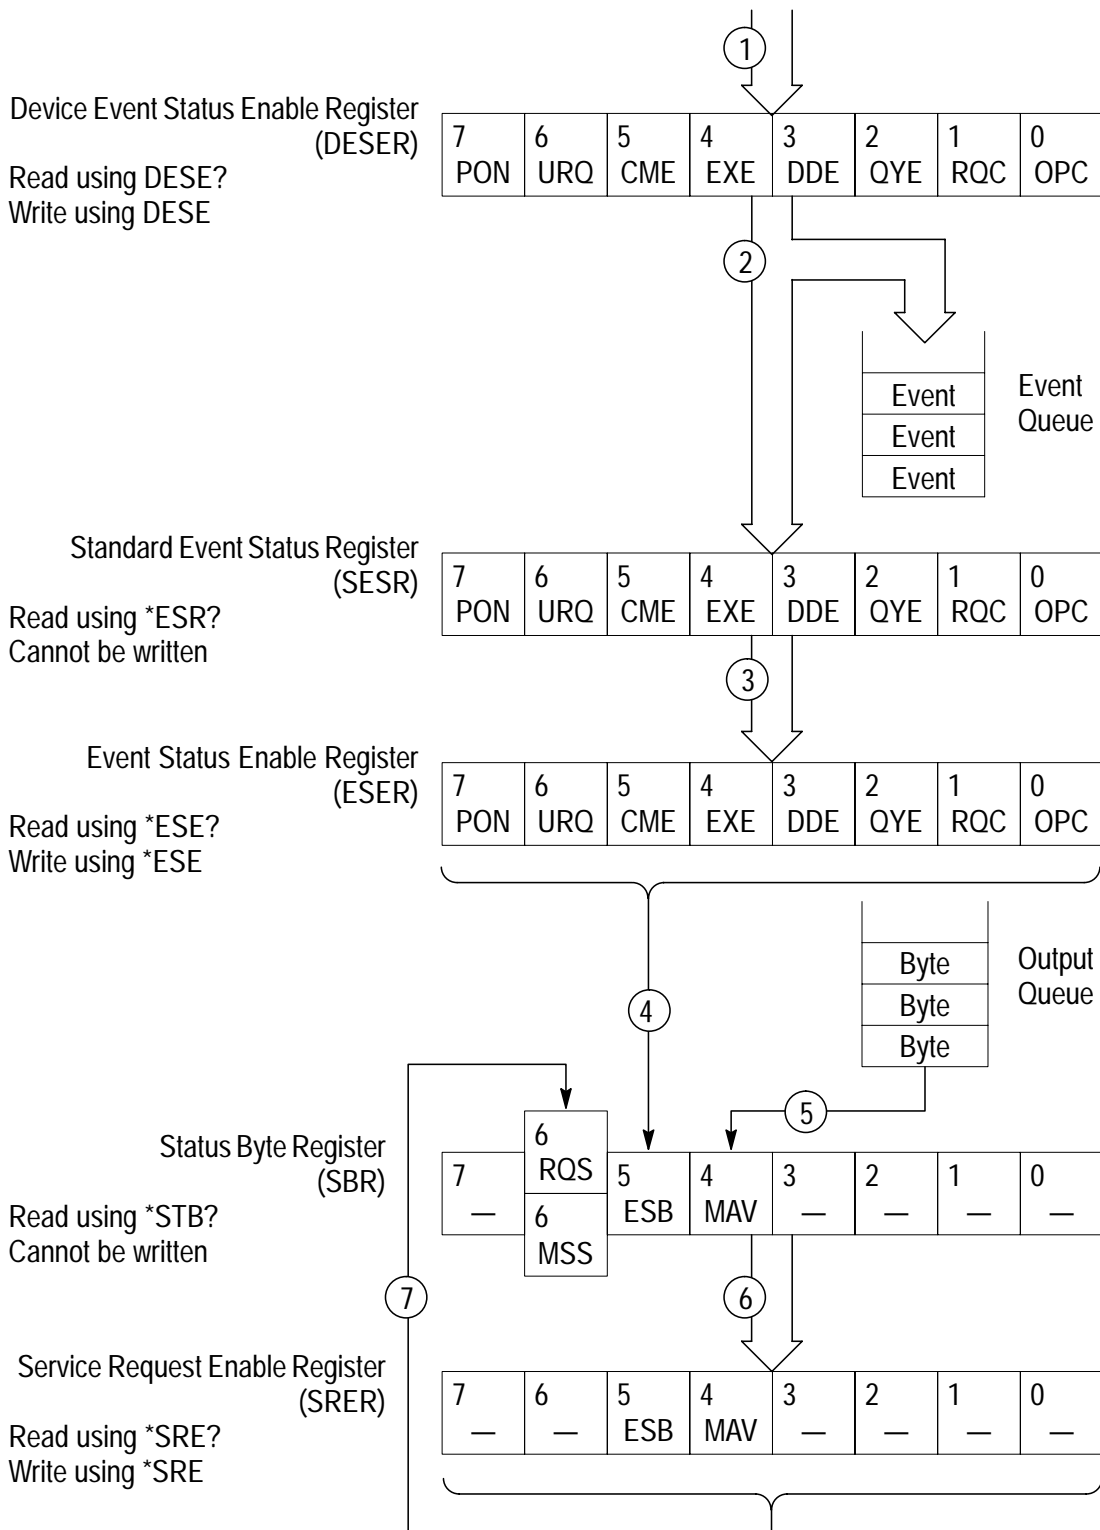 1
Device Event Status Enable Register
(DESER)
Read using DESE?
Write using DESE
7 6 5 4 3 2 1 0
PON URQ CME EXE DDE QYE RQC OPC
2
Event
Event
Event
Event
Queue
Standard Event Status Register
(SESR)
Read using *ESR?
Cannot be written
7 6 5 4 3 2 1 0
PON URQ CME EXE DDE QYE RQC OPC
3
Event Status Enable Register
(ESER)
Read using *ESE?
Write using *ESE
7 6 5 4 3 2 1 0
PON URQ CME EXE DDE QYE RQC OPC
Byte
Byte
Byte
Output
Queue
4
5
Status Byte Register
(SBR)
Read using *STB?
Cannot be written
6
RQS
7 5 4 3 2 1 0
— ESB MAV — — — —
6
MSS
7
6
Service Request Enable Register
(SRER)
Read using *SRE?
Write using *SRE
7 6 5 4 3 2 1 0
— — ESB MAV — — — —